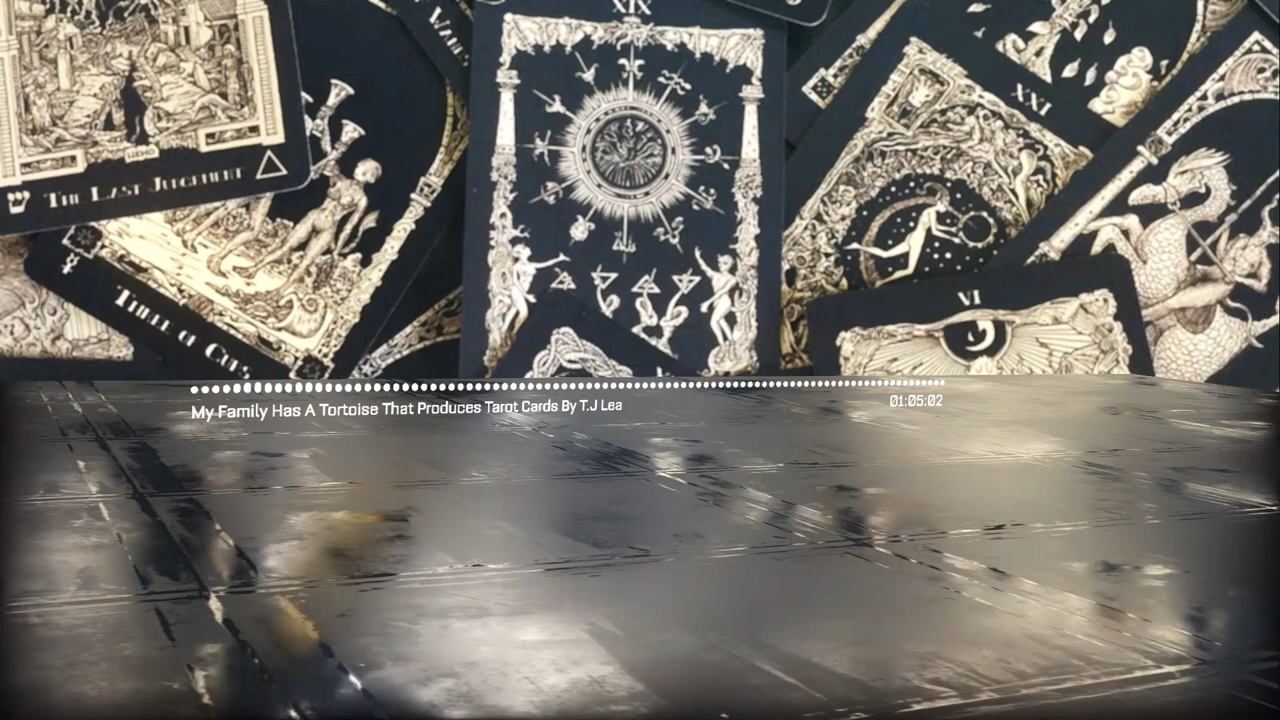 XIX
XXI
ש THE LAST JUDGEMENT
THREE OF CUPS
VI
My Family Has A Tortoise That Produces Tarot Cards By T.J Lea
01:05:02